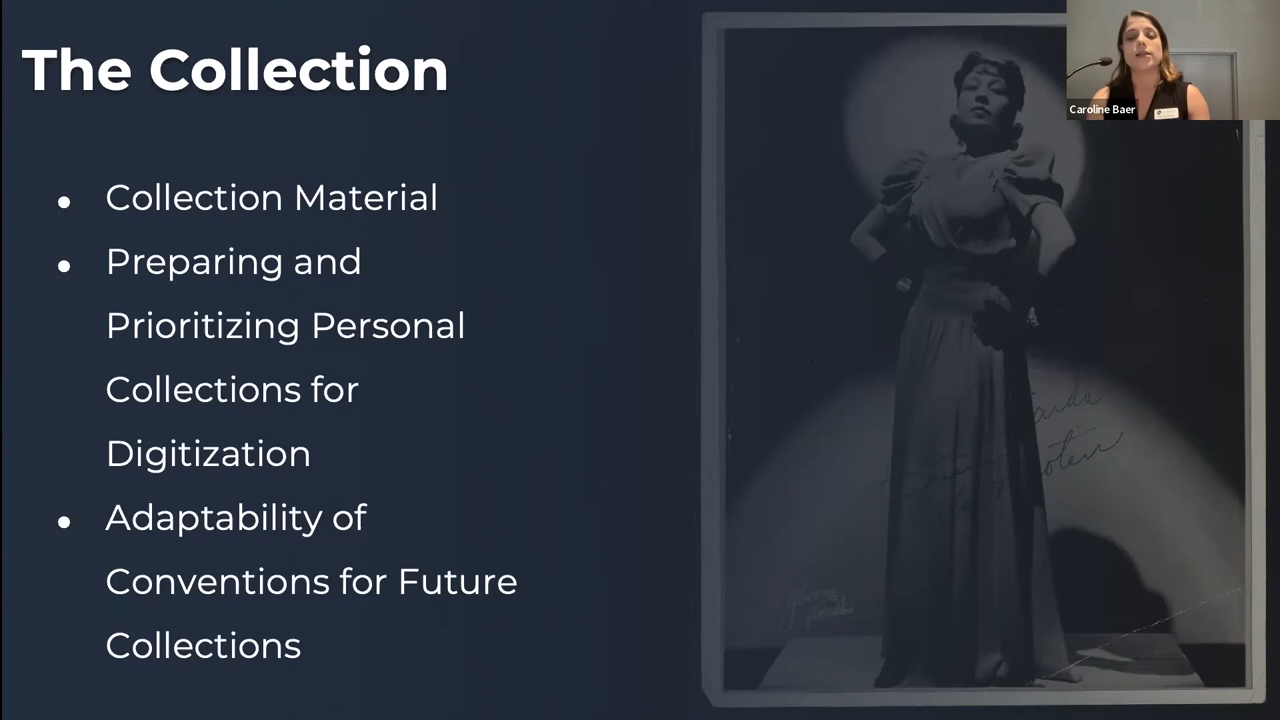 The Collection
Caroline Baer
• Collection Material
• Preparing and
Prioritizing Personal
Collections for
Digitization
• Adaptability of
Conventions for Future
Collections